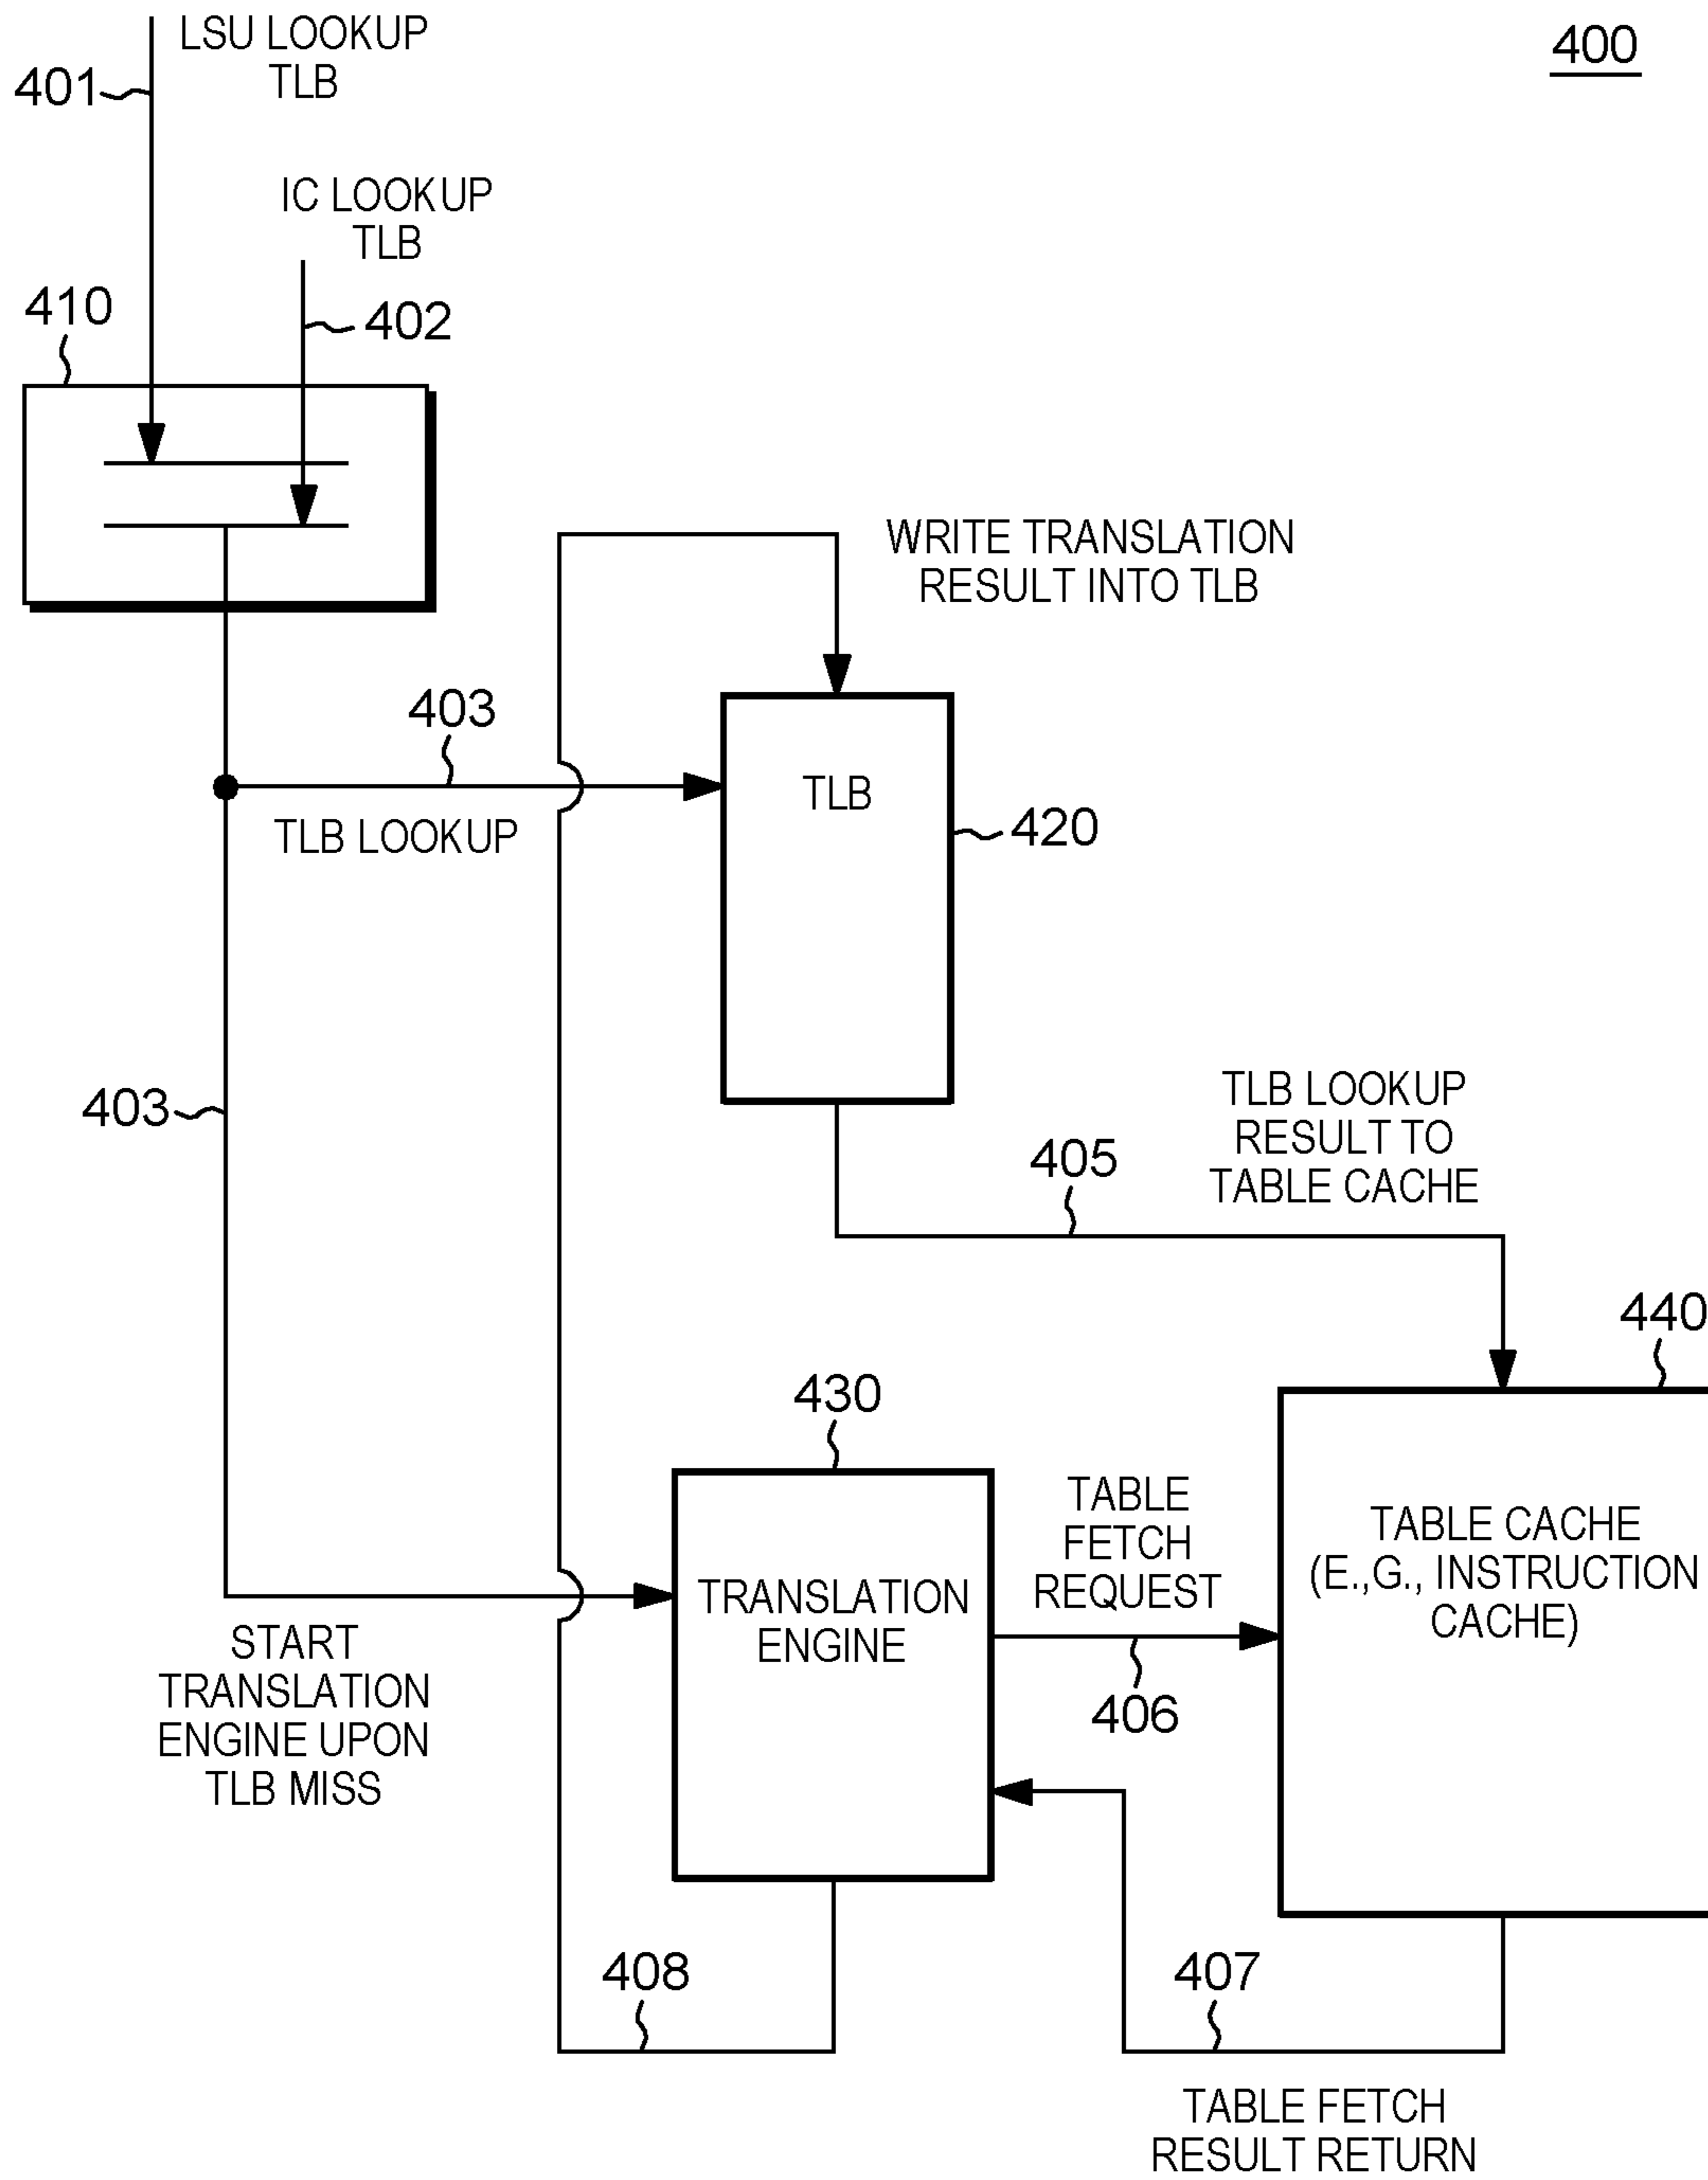 LSU LOOKUP
TLB
400
401
IC LOOKUP
TLB
410
402
WRITE TRANSLATION
RESULT INTO TLB
403
TLB
TLB LOOKUP
420
403
TLB LOOKUP
RESULT TO
TABLE CACHE
405
440
430
TABLE
FETCH
REQUEST
TABLE CACHE
(E.,G., INSTRUCTION
CACHE)
TRANSLATION
ENGINE
START
TRANSLATION
ENGINE UPON
TLB MISS
406
408
407
TABLE FETCH
RESULT RETURN